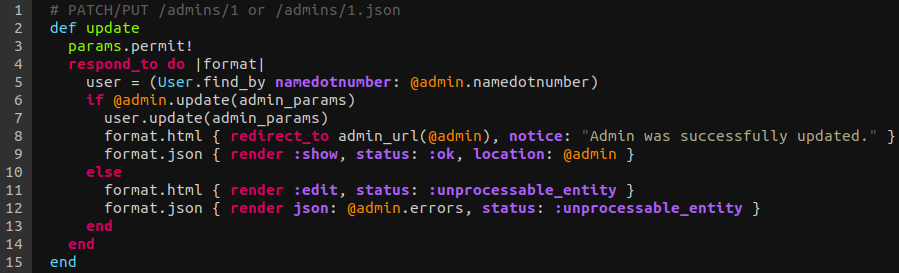 1 # PATCH/PUT /admins/1 or /admins/1.json
2 def update
3   params.permit!
4   respond_to do |format|
5     user = (User.find_by namedotnumber: @admin.namedotnumber)
6     if @admin.update(admin_params)
7       user.update(admin_params)
8       format.html { redirect_to admin_url(@admin), notice: "Admin was successfully updated." }
9       format.json { render :show, status: :ok, location: @admin }
10     else
11       format.html { render :edit, status: :unprocessable_entity }
12       format.json { render json: @admin.errors, status: :unprocessable_entity }
13     end
14   end
15 end